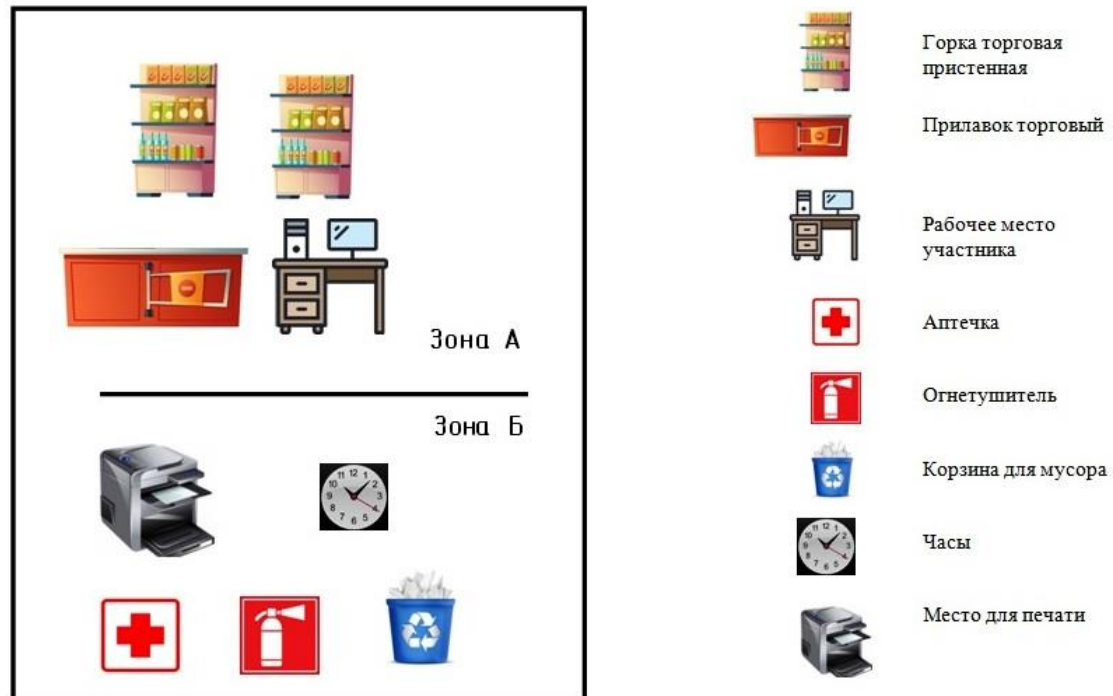 Зона А
Зона Б
Горка торговая
пристенная
Прилавок торговый
Рабочее место
участника
Аптечка
Огнетушитель
Корзина для мусора
Часы
Место для печати